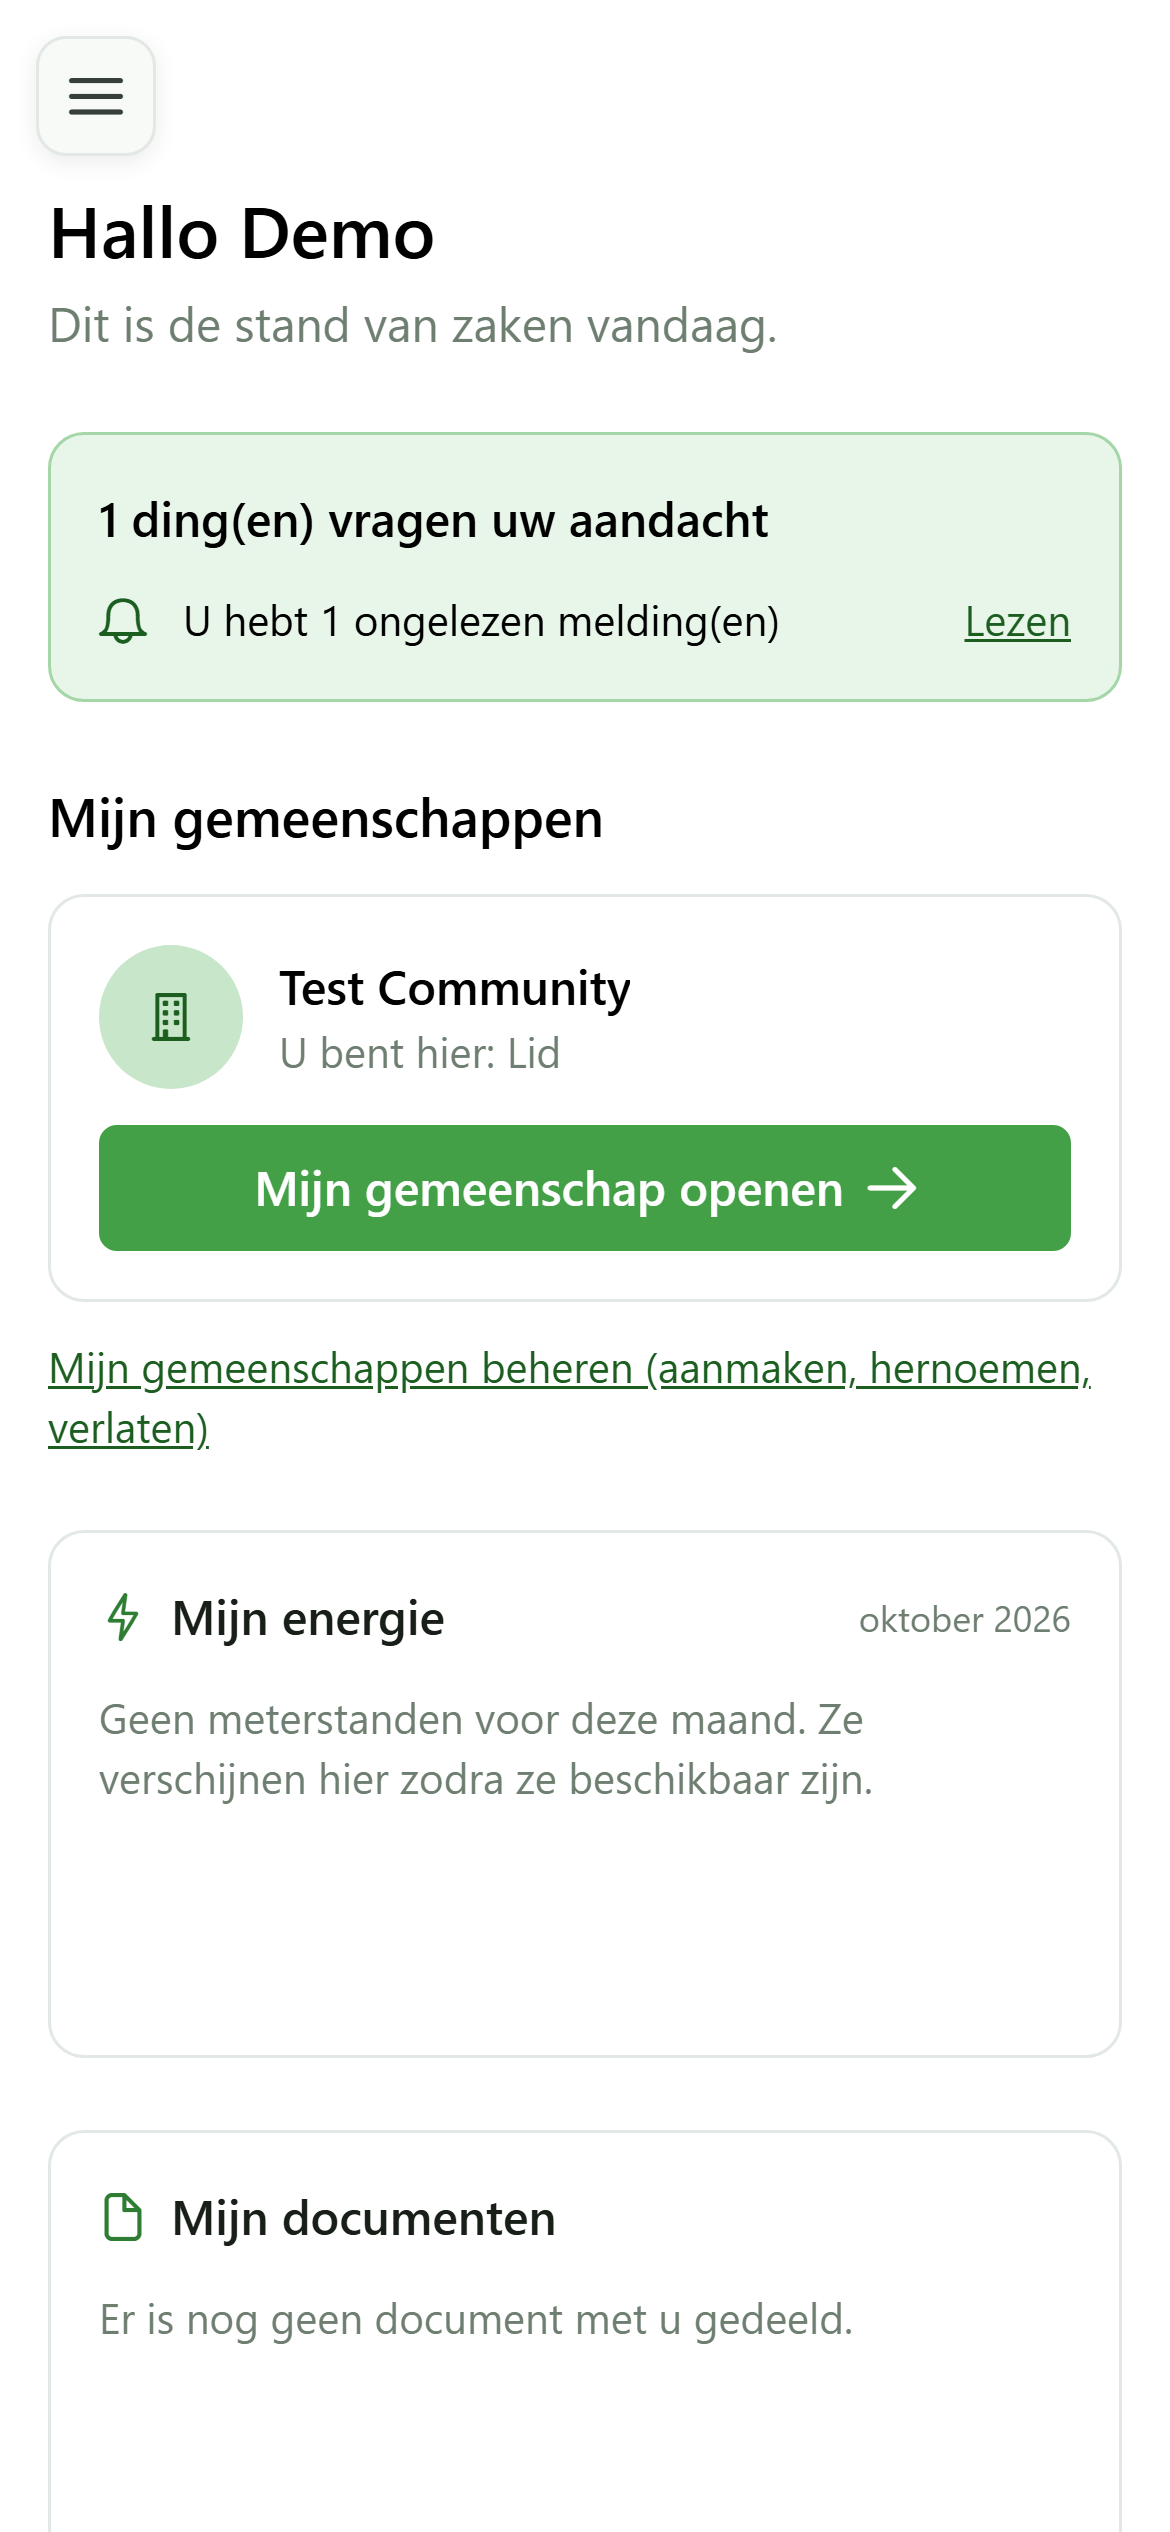 Hallo Demo
Dit is de stand van zaken vandaag.
1 ding(en) vragen uw aandacht
U hebt 1 ongelezen melding(en)
Lezen
Mijn gemeenschappen
Test Community
U bent hier: Lid
Mijn gemeenschap openen
Mijn gemeenschappen beheren (aanmaken, hernoemen,
verlaten)
Mijn energie
oktober 2026
Geen meterstanden voor deze maand. Ze
verschijnen hier zodra ze beschikbaar zijn.
Mijn documenten
Er is nog geen document met u gedeeld.